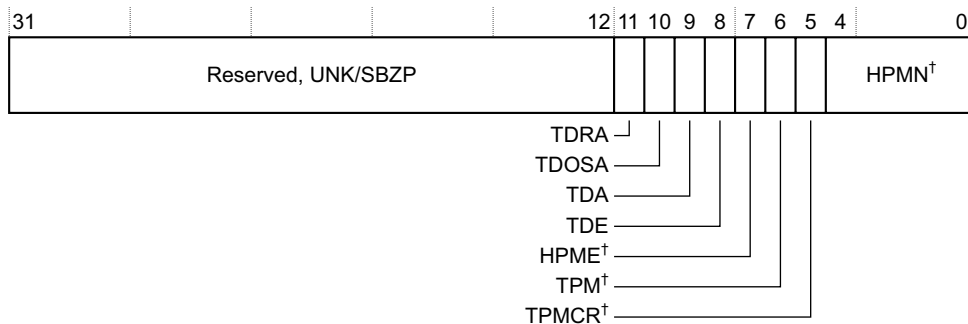 31 12 11 10 9 8 7 6 5 4 0
Reserved, UNK/SBZP HPMN†
TDRA
TDOSA
TDA
TDE
HPME†
TPM†
TPMCR†